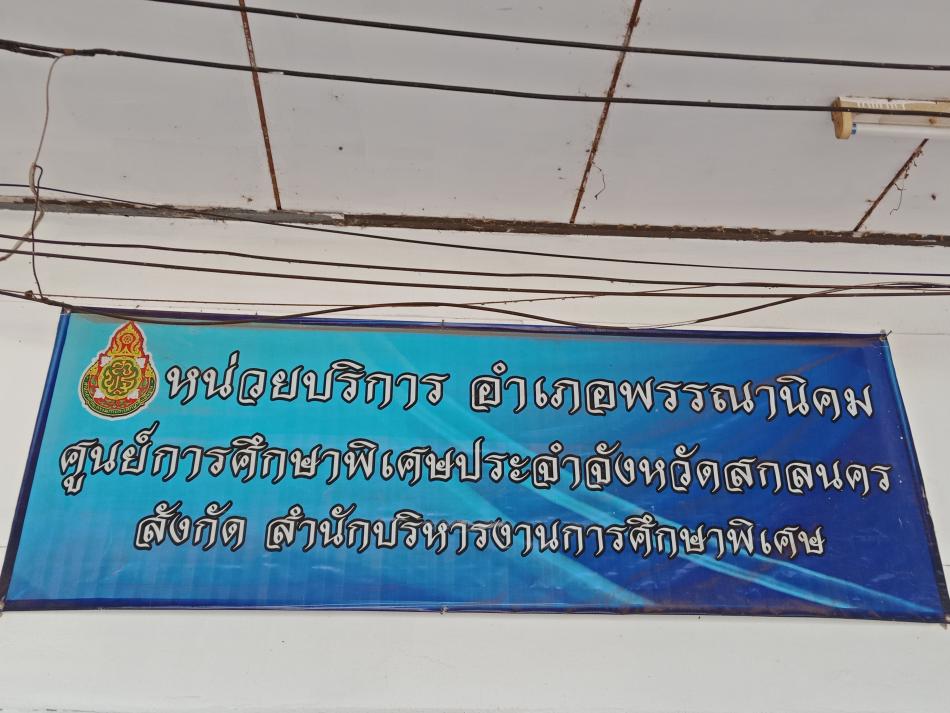 หน่วยบริการ อำเภอพรรณานิคม
ศูนย์การศึกษาพิเศษประจำจังหวัดสกลนคร
สังกัด สำนักบริหารงานการศึกษาพิเศษ